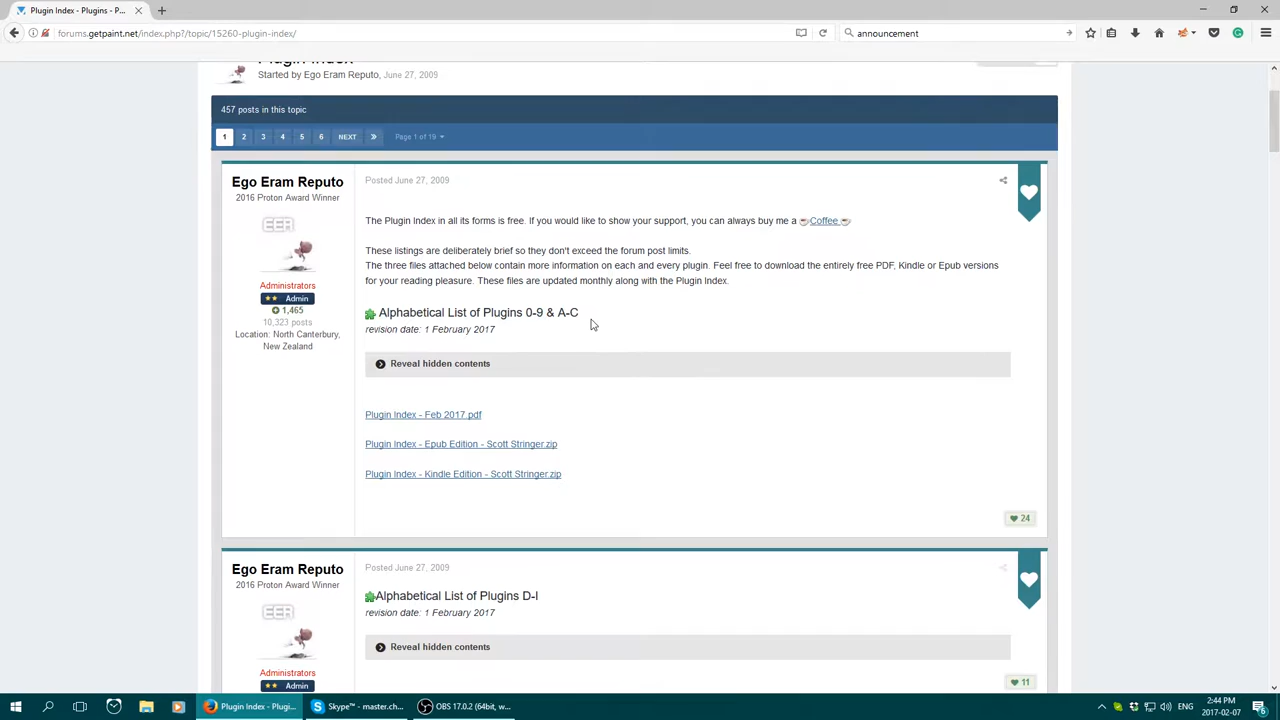 Plugin Index - Plugins - P...
forums.getpaint.net/index.php?/topic/15260-plugin-index/
announcement
Plugin Index
Started by Ego Eram Reputo, June 27, 2009
457 posts in this topic
1 2 3 4 5 6 NEXT Page 1 of 19
Ego Eram Reputo
2016 Proton Award Winner
EER
Administrators
Admin
1,465
10,323 posts
Location: North Canterbury,
New Zealand
Posted June 27, 2009
The Plugin Index in all its forms is free. If you would like to show your support, you can always buy me a Coffee
These listings are deliberately brief so they don't exceed the forum post limits.
The three files attached below contain more information on each and every plugin. Feel free to download the entirely free PDF, Kindle or Epub versions
for your reading pleasure. These files are updated monthly along with the Plugin Index.
Alphabetical List of Plugins 0-9 & A-C
revision date: 1 February 2017
Reveal hidden contents
Plugin Index - Feb 2017.pdf
Plugin Index - Epub Edition - Scott Stringer.zip
Plugin Index - Kindle Edition - Scott Stringer.zip
24
Ego Eram Reputo
2016 Proton Award Winner
EER
Administrators
Admin
Posted June 27, 2009
Alphabetical List of Plugins D-I
revision date: 1 February 2017
Reveal hidden contents
11
Plugin Index - Plugi...
Skype™ - master.ch...
OBS 17.0.2 (64bit, w...
2:44 PM
2017-02-07
6